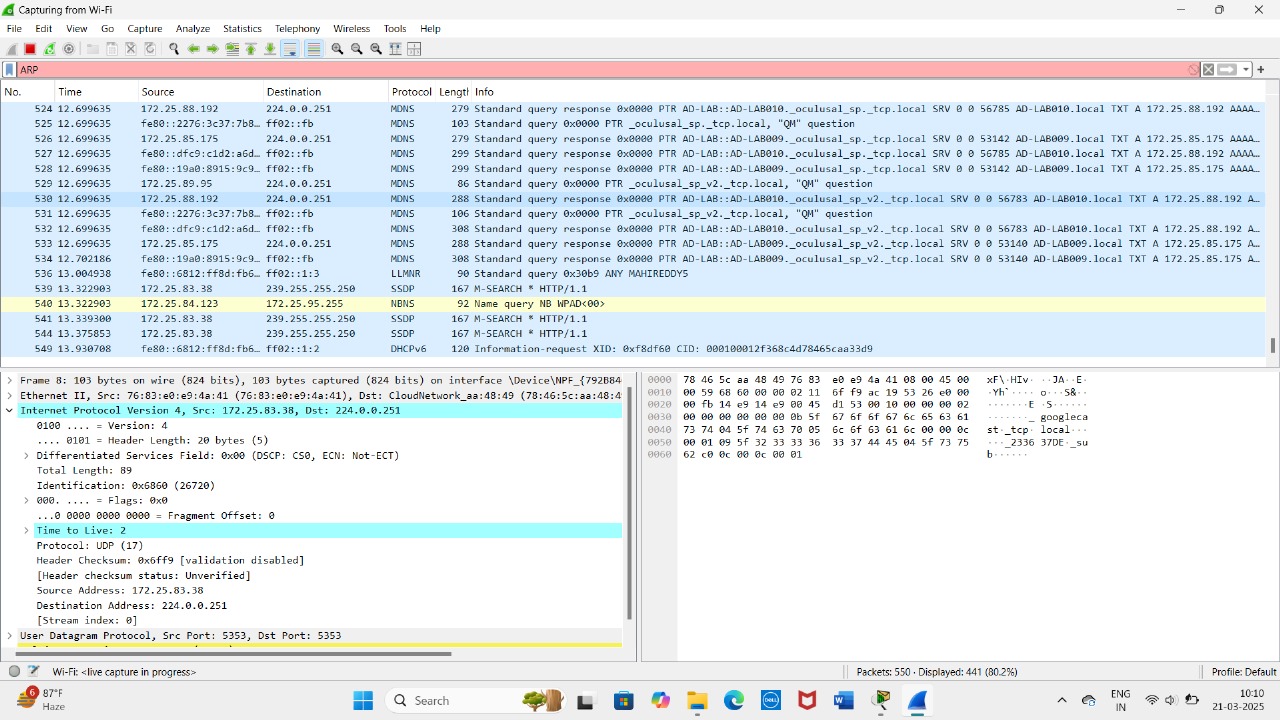 Capturing from Wi-Fi
File Edit View Go Capture Analyze Statistics Telephony Wireless Tools Help
ARP
No. Time Source Destination Protocol Length Info
524 12.699635 172.25.88.192 224.0.0.251 MDNS 279 Standard query response 0x0000 PTR AD-LAB::AD-LAB010._oculusal_sp._tcp.local SRV 0 0 56785 AD-LAB010.local TXT A 172.25.88.192 AAAA…
525 12.699635 fe80::2276:3c37:7b8… ff02::fb MDNS 103 Standard query 0x0000 PTR _oculusal_sp._tcp.local, "QM" question
526 12.699635 172.25.85.175 224.0.0.251 MDNS 279 Standard query response 0x0000 PTR AD-LAB::AD-LAB009._oculusal_sp._tcp.local SRV 0 0 53142 AD-LAB009.local TXT A 172.25.85.175 AAAA…
527 12.699635 fe80::dfc9:c1d2:a6d… ff02::fb MDNS 299 Standard query response 0x0000 PTR AD-LAB::AD-LAB010._oculusal_sp._tcp.local SRV 0 0 56785 AD-LAB010.local TXT A 172.25.88.192 AAAA…
528 12.699635 fe80::19a0:8915:9c9… ff02::fb MDNS 299 Standard query response 0x0000 PTR AD-LAB::AD-LAB009._oculusal_sp._tcp.local SRV 0 0 53142 AD-LAB009.local TXT A 172.25.85.175 AAAA…
529 12.699635 172.25.89.95 224.0.0.251 MDNS 86 Standard query 0x0000 PTR _oculusal_sp_v2._tcp.local, "QM" question
530 12.699635 172.25.88.192 224.0.0.251 MDNS 288 Standard query response 0x0000 PTR AD-LAB::AD-LAB010._oculusal_sp_v2._tcp.local SRV 0 0 56783 AD-LAB010.local TXT A 172.25.88.192 A…
531 12.699635 fe80::2276:3c37:7b8… ff02::fb MDNS 106 Standard query 0x0000 PTR _oculusal_sp_v2._tcp.local, "QM" question
532 12.699635 fe80::dfc9:c1d2:a6d… ff02::fb MDNS 308 Standard query response 0x0000 PTR AD-LAB::AD-LAB010._oculusal_sp_v2._tcp.local SRV 0 0 56783 AD-LAB010.local TXT A 172.25.88.192 A…
533 12.699635 172.25.85.175 224.0.0.251 MDNS 288 Standard query response 0x0000 PTR AD-LAB::AD-LAB009._oculusal_sp_v2._tcp.local SRV 0 0 53140 AD-LAB009.local TXT A 172.25.85.175 A…
534 12.702186 fe80::19a0:8915:9c9… ff02::fb MDNS 308 Standard query response 0x0000 PTR AD-LAB::AD-LAB009._oculusal_sp_v2._tcp.local SRV 0 0 53140 AD-LAB009.local TXT A 172.25.85.175 A…
536 13.004938 fe80::6812:ff8d:fb6… ff02::1:3 LLMNR 90 Standard query 0x30b9 ANY MAHIREDDY5
539 13.322903 172.25.83.38 239.255.255.250 SSDP 167 M-SEARCH * HTTP/1.1
540 13.322903 172.25.84.123 172.25.95.255 NBNS 92 Name query NB WPAD<00>
541 13.339300 172.25.83.38 239.255.255.250 SSDP 167 M-SEARCH * HTTP/1.1
544 13.375853 172.25.83.38 239.255.255.250 SSDP 167 M-SEARCH * HTTP/1.1
549 13.930708 fe80::6812:ff8d:fb6… ff02::1:2 DHCPv6 120 Information-request XID: 0xf8df60 CID: 000100012f368c4d78465caa33d9
Frame 8: 103 bytes on wire (824 bits), 103 bytes captured (824 bits) on interface \Device\NPF_{792B84
Ethernet II, Src: 76:83:e0:e9:4a:41 (76:83:e0:e9:4a:41), Dst: CloudNetwork_aa:48:49 (78:46:5c:aa:48:4
Internet Protocol Version 4, Src: 172.25.83.38, Dst: 224.0.0.251
0100 .... = Version: 4
.... 0101 = Header Length: 20 bytes (5)
Differentiated Services Field: 0x00 (DSCP: CS0, ECN: Not-ECT)
Total Length: 89
Identification: 0x6860 (26720)
000. .... = Flags: 0x0
...0 0000 0000 0000 = Fragment Offset: 0
Time to Live: 2
Protocol: UDP (17)
Header Checksum: 0x6ff9 [validation disabled]
[Header checksum status: Unverified]
Source Address: 172.25.83.38
Destination Address: 224.0.0.251
[Stream index: 0]
User Datagram Protocol, Src Port: 5353, Dst Port: 5353
0000 78 46 5c aa 48 49 76 83 e0 e9 4a 41 08 00 45 00 xF\·HIv· ··JA··E·
0010 00 59 68 60 00 00 02 11 6f f9 ac 19 53 26 e0 00 ·Yh`···· o···S&··
0020 00 fb 14 e9 14 e9 00 45 d1 53 00 10 00 00 00 02 ·······E ·S······
0030 00 00 00 00 00 00 0b 5f 67 6f 6f 67 6c 65 63 61 ·······_ googleca
0040 73 74 04 5f 74 63 70 05 6c 6f 63 61 6c 00 00 0c st·_tcp· local···
0050 00 01 09 5f 32 33 33 36 33 37 44 45 04 5f 73 75 ···_2336 37DE·_su
0060 62 c0 0c 00 0c 00 01 b······
Wi-Fi: <live capture in progress> Packets: 550 · Displayed: 441 (80.2%) Profile: Default
6 87°F Haze
Search
DELL
ENG IN
10:10
21-03-2025